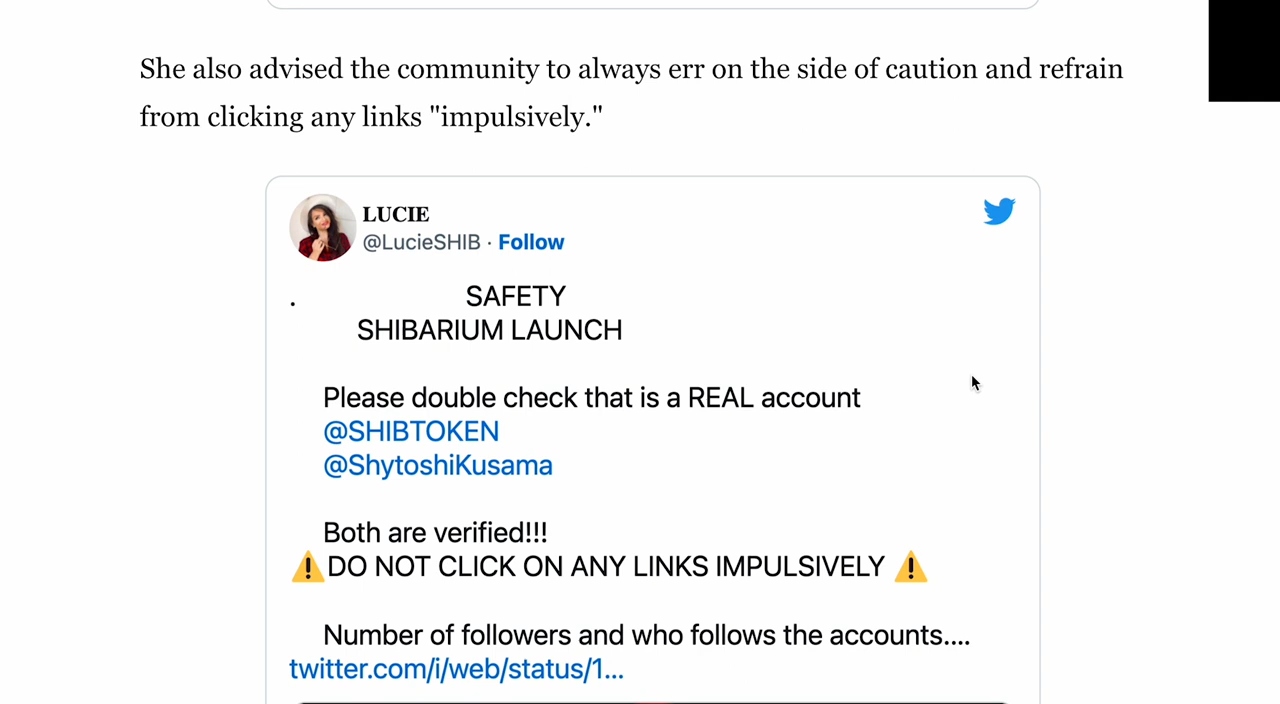 She also advised the community to always err on the side of caution and refrain
from clicking any links "impulsively."
LUCIE
@LucieSHIB · Follow
. SAFETY
SHIBARIUM LAUNCH
Please double check that is a REAL account
@SHIBTOKEN
@ShytoshiKusama
Both are verified!!!
⚠️DO NOT CLICK ON ANY LINKS IMPULSIVELY ⚠️
Number of followers and who follows the accounts....
twitter.com/i/web/status/1...